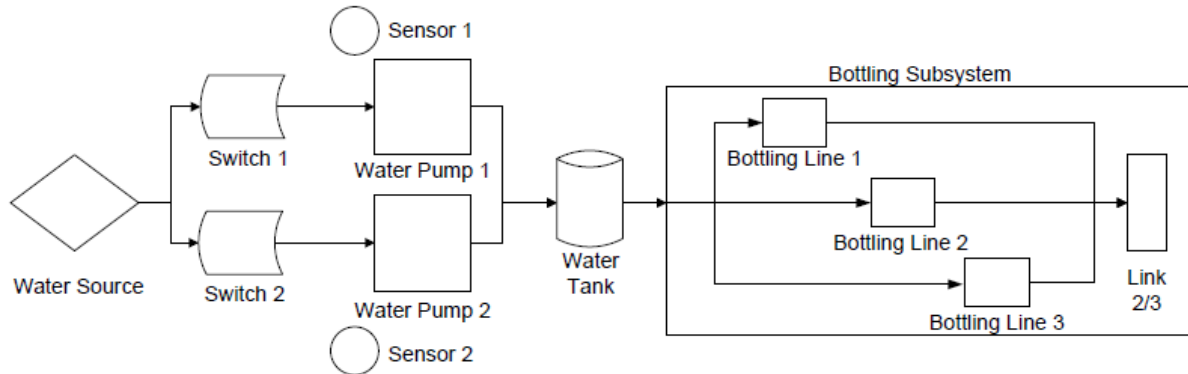 Sensor 1
Bottling Subsystem
Switch 1
Water Pump 1
Bottling Line 1
Water Source
Switch 2
Water Pump 2
Water
Tank
Bottling Line 2
Bottling Line 3
Link
2/3
Sensor 2